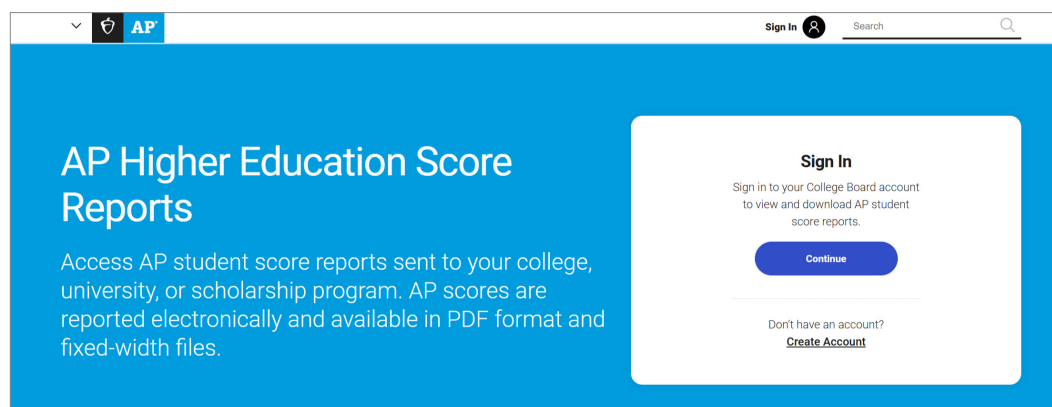 AP
Sign In
Search
AP Higher Education Score
Reports
Access AP student score reports sent to your college,
university, or scholarship program. AP scores are
reported electronically and available in PDF format and
fixed-width files.
Sign In
Sign in to your College Board account
to view and download AP student
score reports.
Continue
Don't have an account?
Create Account